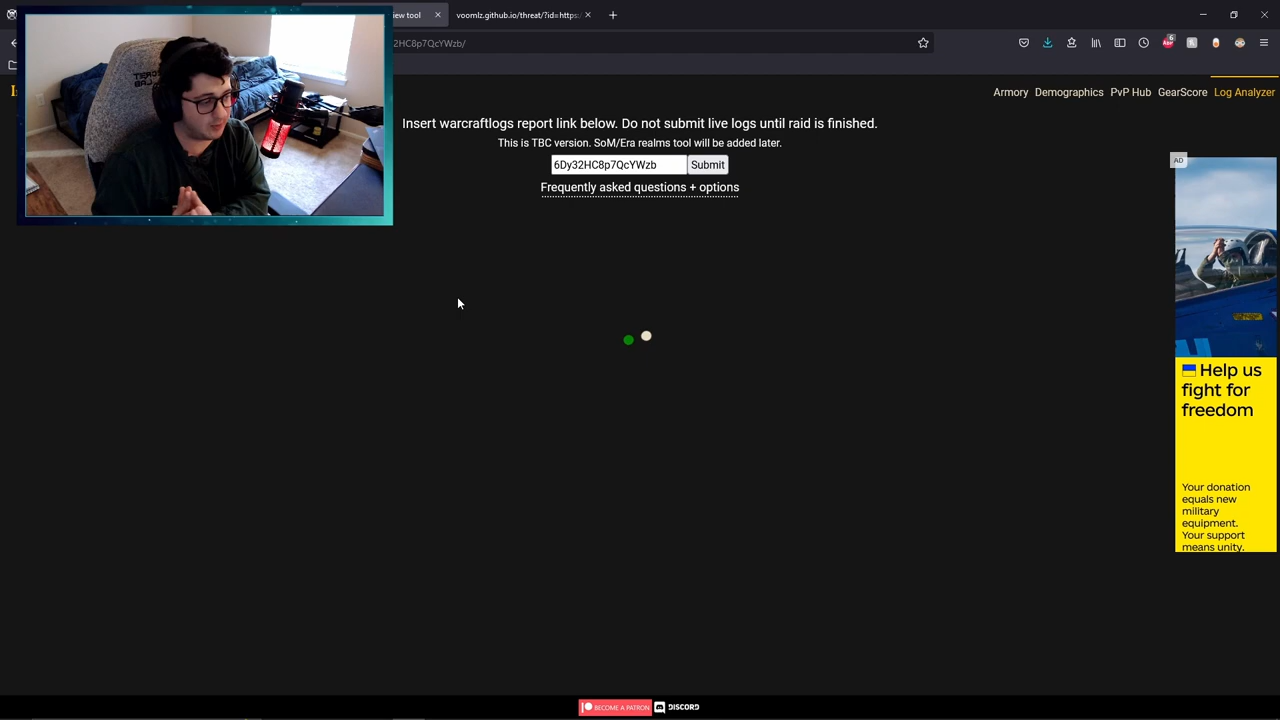 iew tool
voomlz.github.io/threat/?id=https:/
2HC8p7QcYWzb/
Armory Demographics PvP Hub GearScore Log Analyzer
Insert warcraftlogs report link below. Do not submit live logs until raid is finished.
This is TBC version. SoM/Era realms tool will be added later.
6Dy32HC8p7QcYWzb Submit
Frequently asked questions + options
AD
Help us
fight for
freedom
Your donation
equals new
military
equipment.
Your support
means unity.
BECOME A PATRON DISCORD